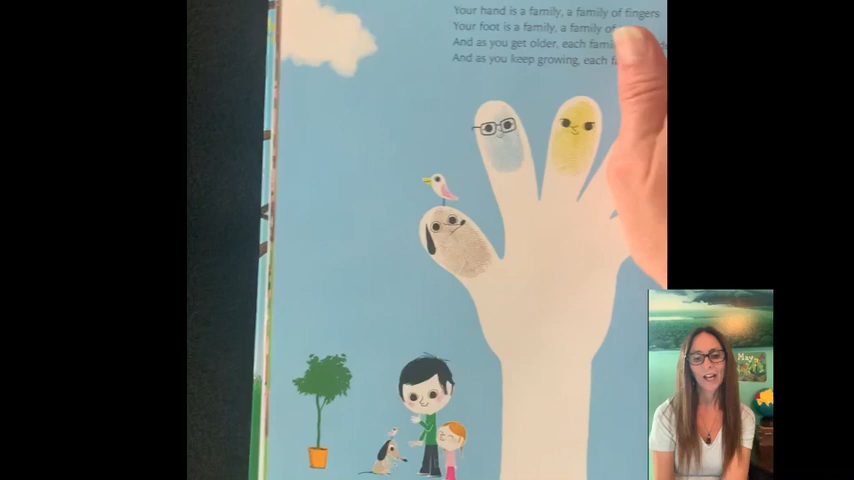 Your hand is a family, a family of fingers
Your foot is a family, a family of
And as you get older, each
And as you keep growing, each
May